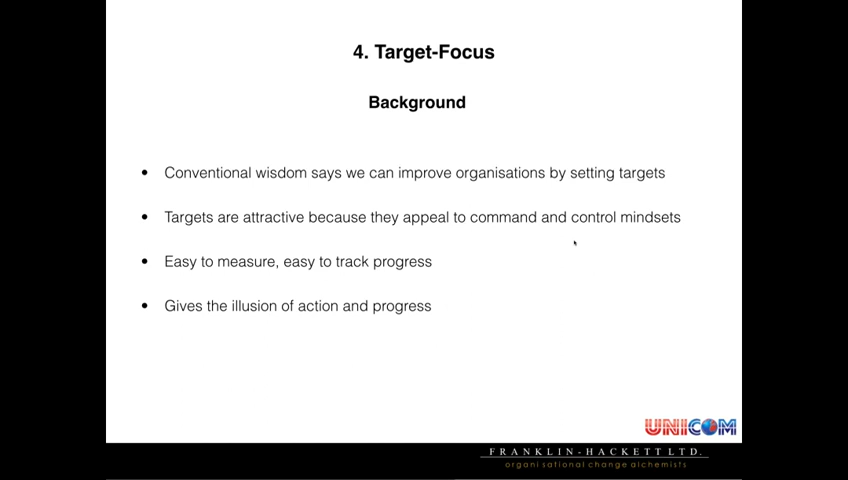 4. Target-Focus
Background
• Conventional wisdom says we can improve organisations by setting targets
• Targets are attractive because they appeal to command and control mindsets
• Easy to measure, easy to track progress
• Gives the illusion of action and progress
UNICOM
FRANKLIN-HACKETT LTD.
organisational change alchemists